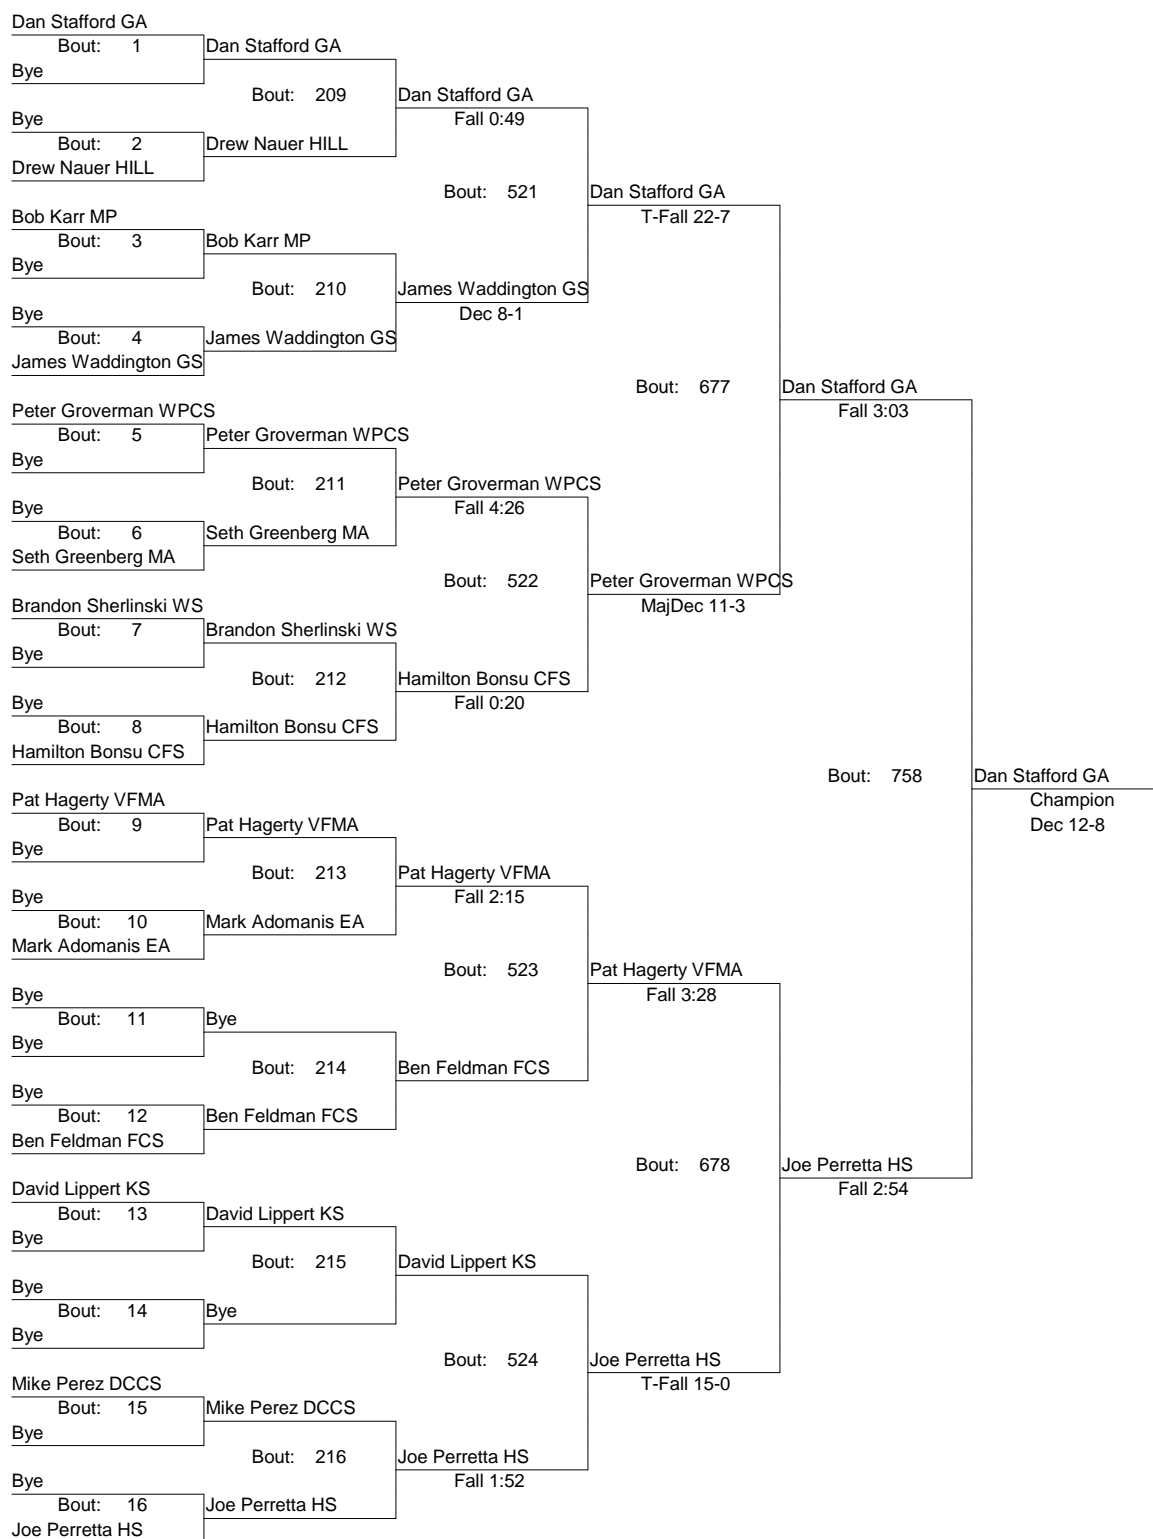 Dan Stafford GA
Bout: 1
Bye
Dan Stafford GA
Bout: 209
Bye
Bout: 2
Drew Nauer HILL
Drew Nauer HILL
Dan Stafford GA
Fall 0:49
Bout: 521
Bob Karr MP
Bout: 3
Bye
Bob Karr MP
Bout: 210
Bye
Bout: 4
James Waddington GS
James Waddington GS
James Waddington GS
Dec 8-1
Dan Stafford GA
T-Fall 22-7
Bout: 677
Peter Groverman WPCS
Bout: 5
Bye
Peter Groverman WPCS
Bout: 211
Bye
Bout: 6
Seth Greenberg MA
Seth Greenberg MA
Peter Groverman WPCS
Fall 4:26
Bout: 522
Brandon Sherlinski WS
Bout: 7
Bye
Brandon Sherlinski WS
Bout: 212
Bye
Bout: 8
Hamilton Bonsu CFS
Hamilton Bonsu CFS
Hamilton Bonsu CFS
Fall 0:20
Peter Groverman WPCS
MajDec 11-3
Dan Stafford GA
Fall 3:03
Bout: 758
Dan Stafford GA
Champion
Dec 12-8
Pat Hagerty VFMA
Bout: 9
Bye
Pat Hagerty VFMA
Bout: 213
Bye
Bout: 10
Mark Adomanis EA
Mark Adomanis EA
Pat Hagerty VFMA
Fall 2:15
Bout: 523
Bye
Bout: 11
Bye
Bye
Bout: 214
Bye
Bout: 12
Ben Feldman FCS
Ben Feldman FCS
Ben Feldman FCS
Pat Hagerty VFMA
Fall 3:28
Bout: 678
David Lippert KS
Bout: 13
Bye
David Lippert KS
Bout: 215
Bye
Bout: 14
Bye
Bye
David Lippert KS
Bout: 524
Mike Perez DCCS
Bout: 15
Bye
Mike Perez DCCS
Bout: 216
Bye
Bout: 16
Joe Perretta HS
Joe Perretta HS
Joe Perretta HS
Fall 1:52
Joe Perretta HS
T-Fall 15-0
Joe Perretta HS
Fall 2:54